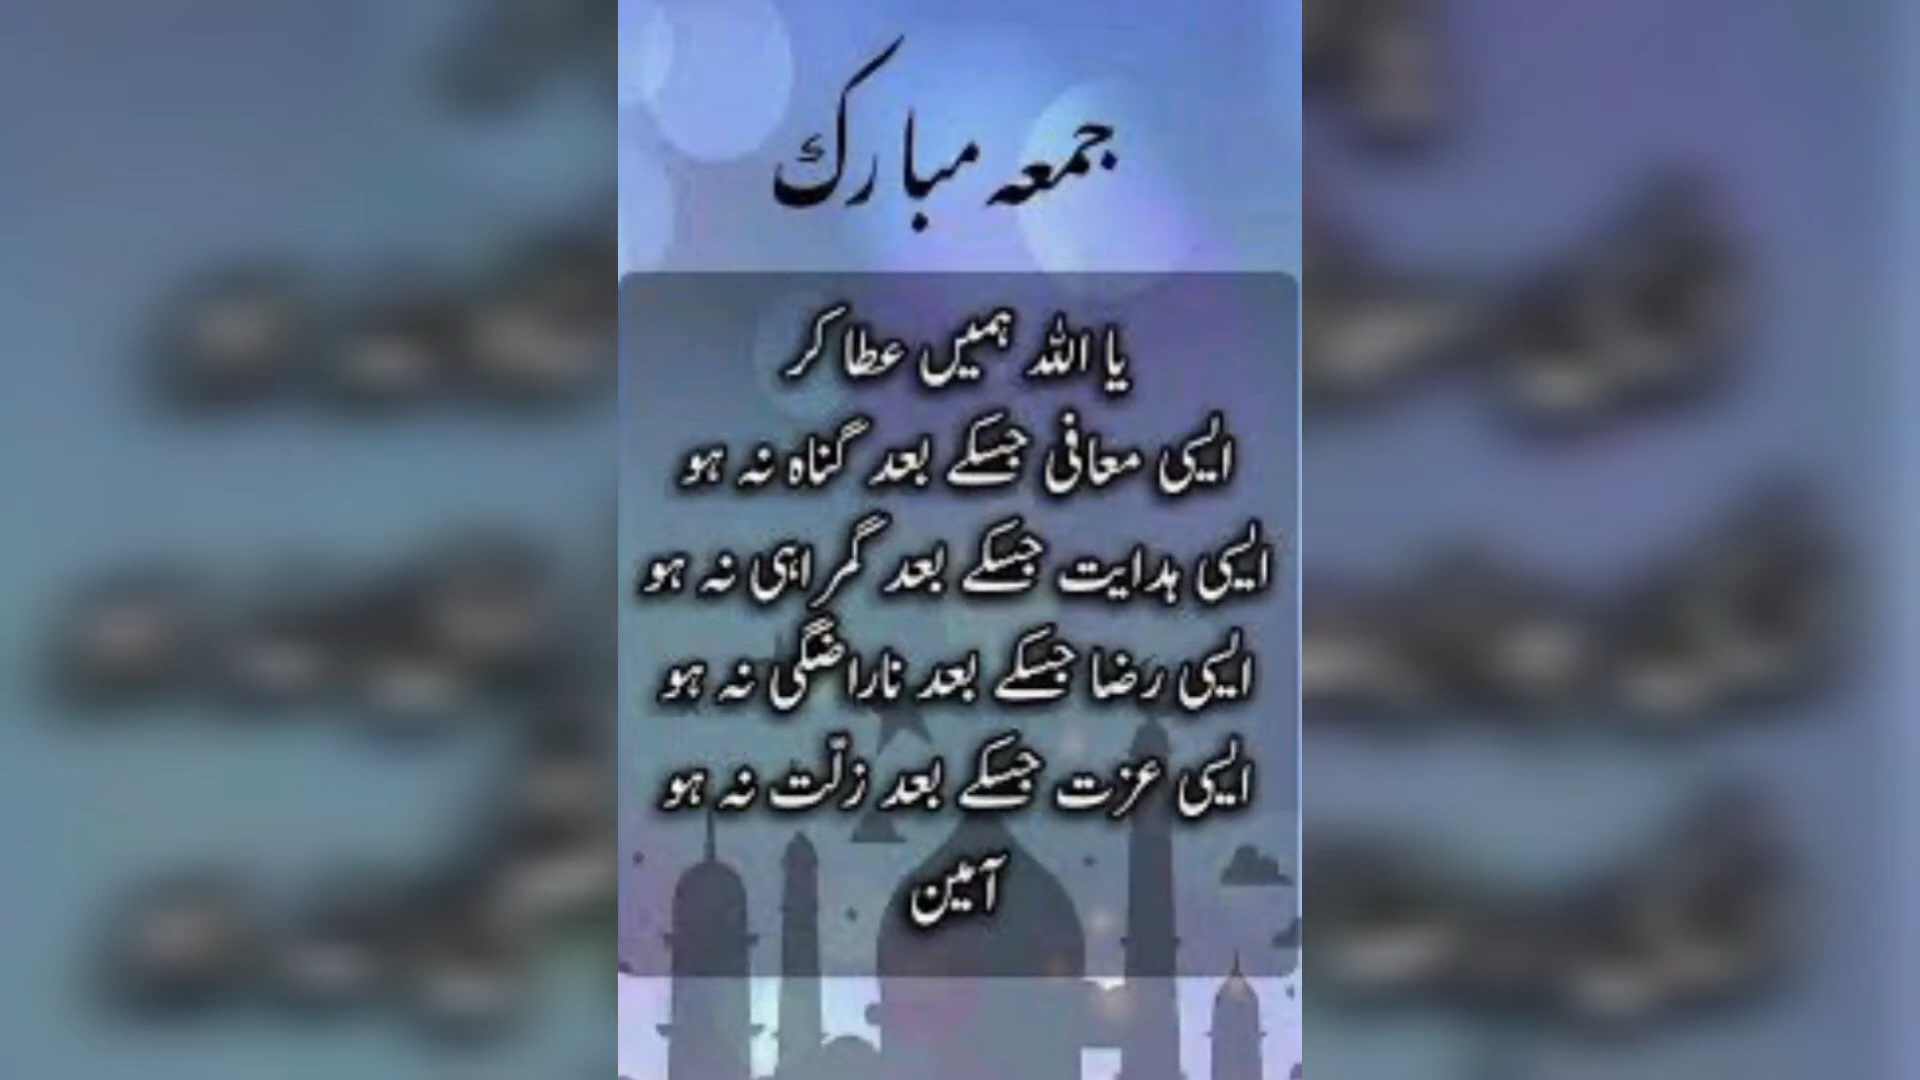 جمعہ مبارک
یا اللہ ہمیں عطا کر
ایسی معافی جسکے بعد گناہ نہ ہو
ایسی ہدایت جسکے بعد گمراہی نہ ہو
ایسی رضا جسکے بعد ناراضگی نہ ہو
ایسی عزت جسکے بعد زلّت نہ ہو
آمین